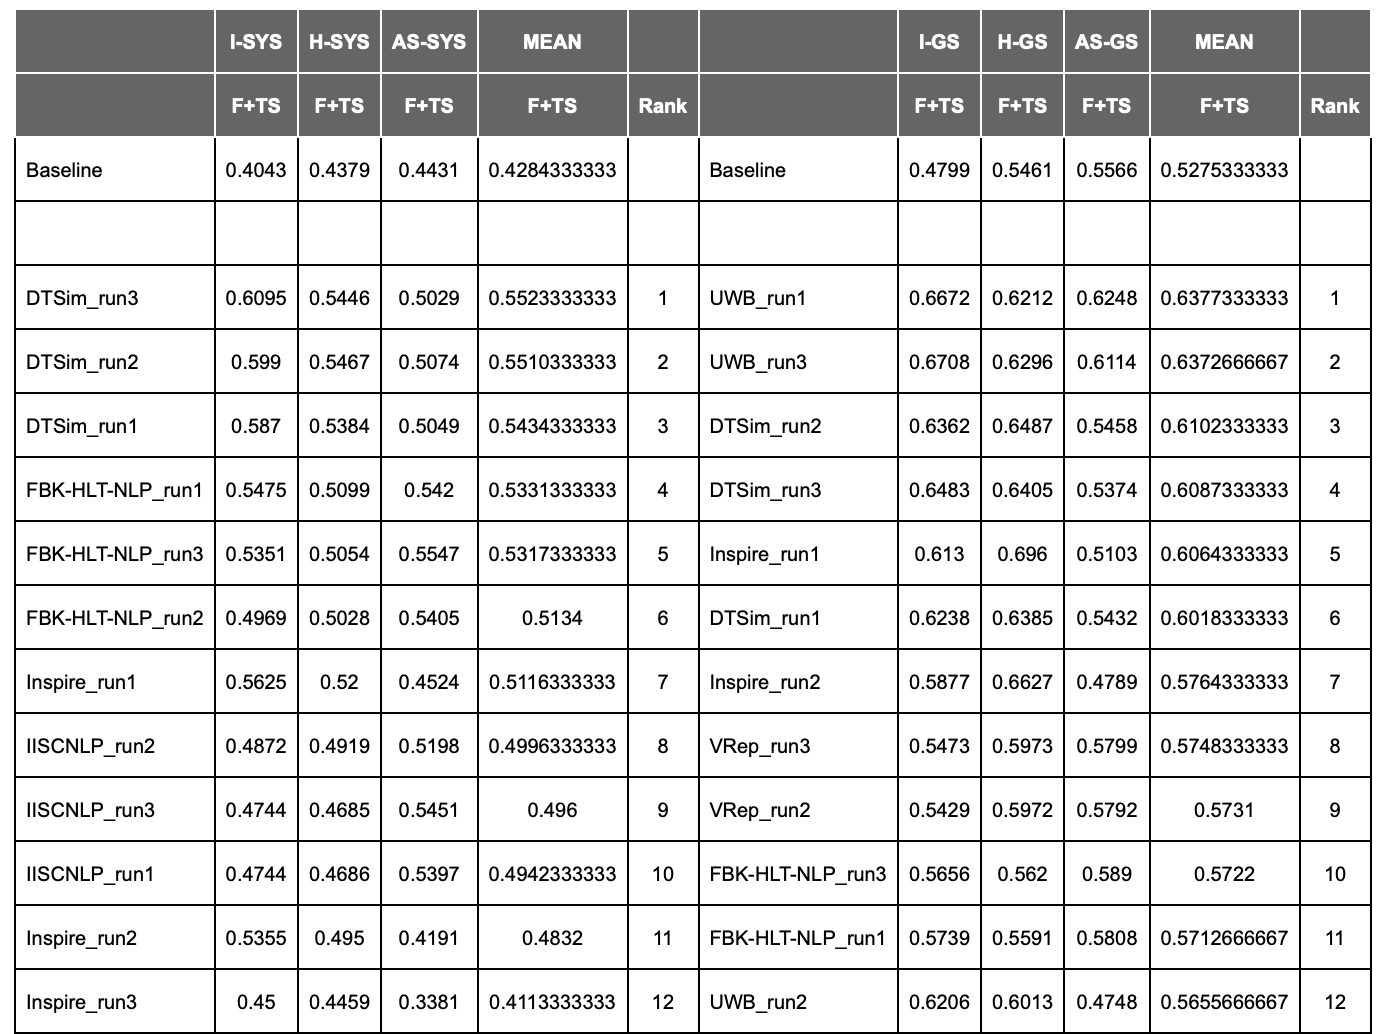 I-SYS H-SYS AS-SYS MEAN I-GS H-GS AS-GS MEAN
F+TS F+TS F+TS F+TS Rank F+TS F+TS F+TS F+TS Rank
Baseline 0.4043 0.4379 0.4431 0.4284333333 Baseline 0.4799 0.5461 0.5566 0.5275333333
DTSim_run3 0.6095 0.5446 0.5029 0.5523333333 1 UWB_run1 0.6672 0.6212 0.6248 0.6377333333 1
DTSim_run2 0.599 0.5467 0.5074 0.5510333333 2 UWB_run3 0.6708 0.6296 0.6114 0.6372666667 2
DTSim_run1 0.587 0.5384 0.5049 0.5434333333 3 DTSim_run2 0.6362 0.6487 0.5458 0.6102333333 3
FBK-HLT-NLP_run1 0.5475 0.5099 0.542 0.5331333333 4 DTSim_run3 0.6483 0.6405 0.5374 0.6087333333 4
FBK-HLT-NLP_run3 0.5351 0.5054 0.5547 0.5317333333 5 Inspire_run1 0.613 0.696 0.5103 0.6064333333 5
FBK-HLT-NLP_run2 0.4969 0.5028 0.5405 0.5134 6 DTSim_run1 0.6238 0.6385 0.5432 0.6018333333 6
Inspire_run1 0.5625 0.52 0.4524 0.5116333333 7 Inspire_run2 0.5877 0.6627 0.4789 0.5764333333 7
IISCNLP_run2 0.4872 0.4919 0.5198 0.4996333333 8 VRep_run3 0.5473 0.5973 0.5799 0.5748333333 8
IISCNLP_run3 0.4744 0.4685 0.5451 0.496 9 VRep_run2 0.5429 0.5972 0.5792 0.5731 9
IISCNLP_run1 0.4744 0.4686 0.5397 0.4942333333 10 FBK-HLT-NLP_run3 0.5656 0.562 0.589 0.5722 10
Inspire_run2 0.5355 0.495 0.4191 0.4832 11 FBK-HLT-NLP_run1 0.5739 0.5591 0.5808 0.5712666667 11
Inspire_run3 0.45 0.4459 0.3381 0.4113333333 12 UWB_run2 0.6206 0.6013 0.4748 0.5655666667 12